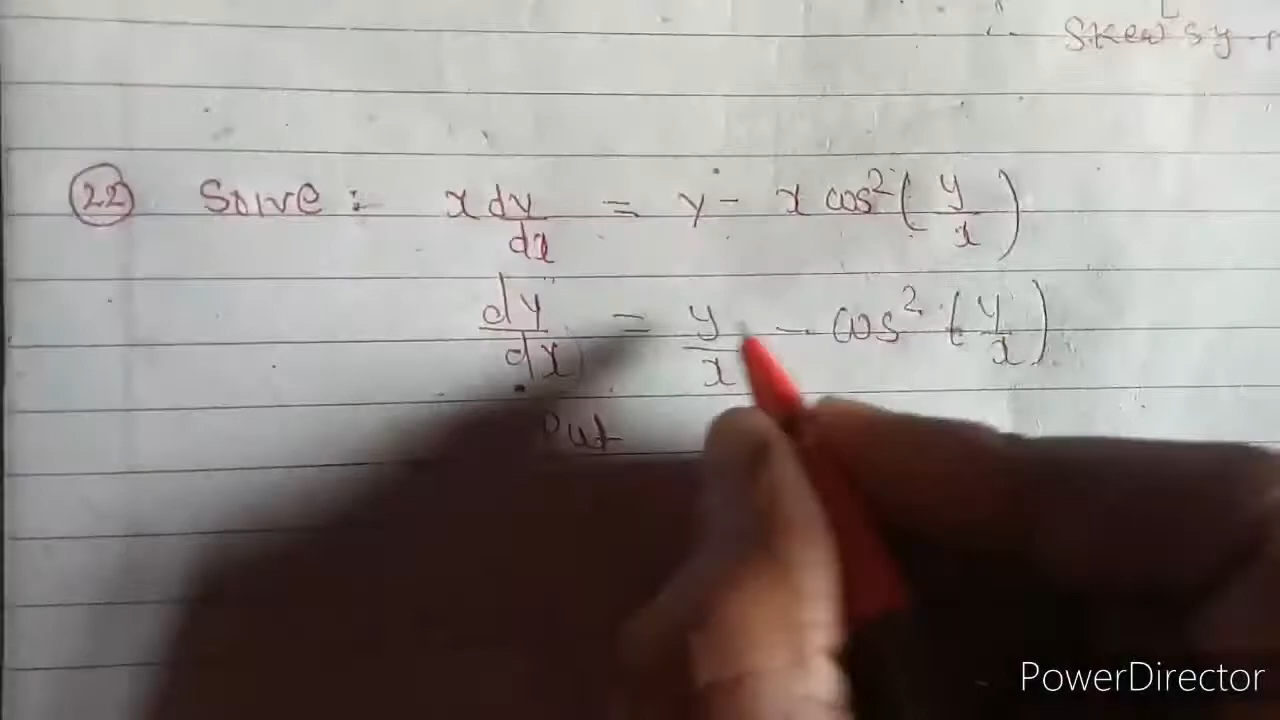 Skew sy
22 Solve :- x dy/dx = y - x cos²(y/x)
dy/dx = y/x - cos²(y/x)
Put
PowerDirector